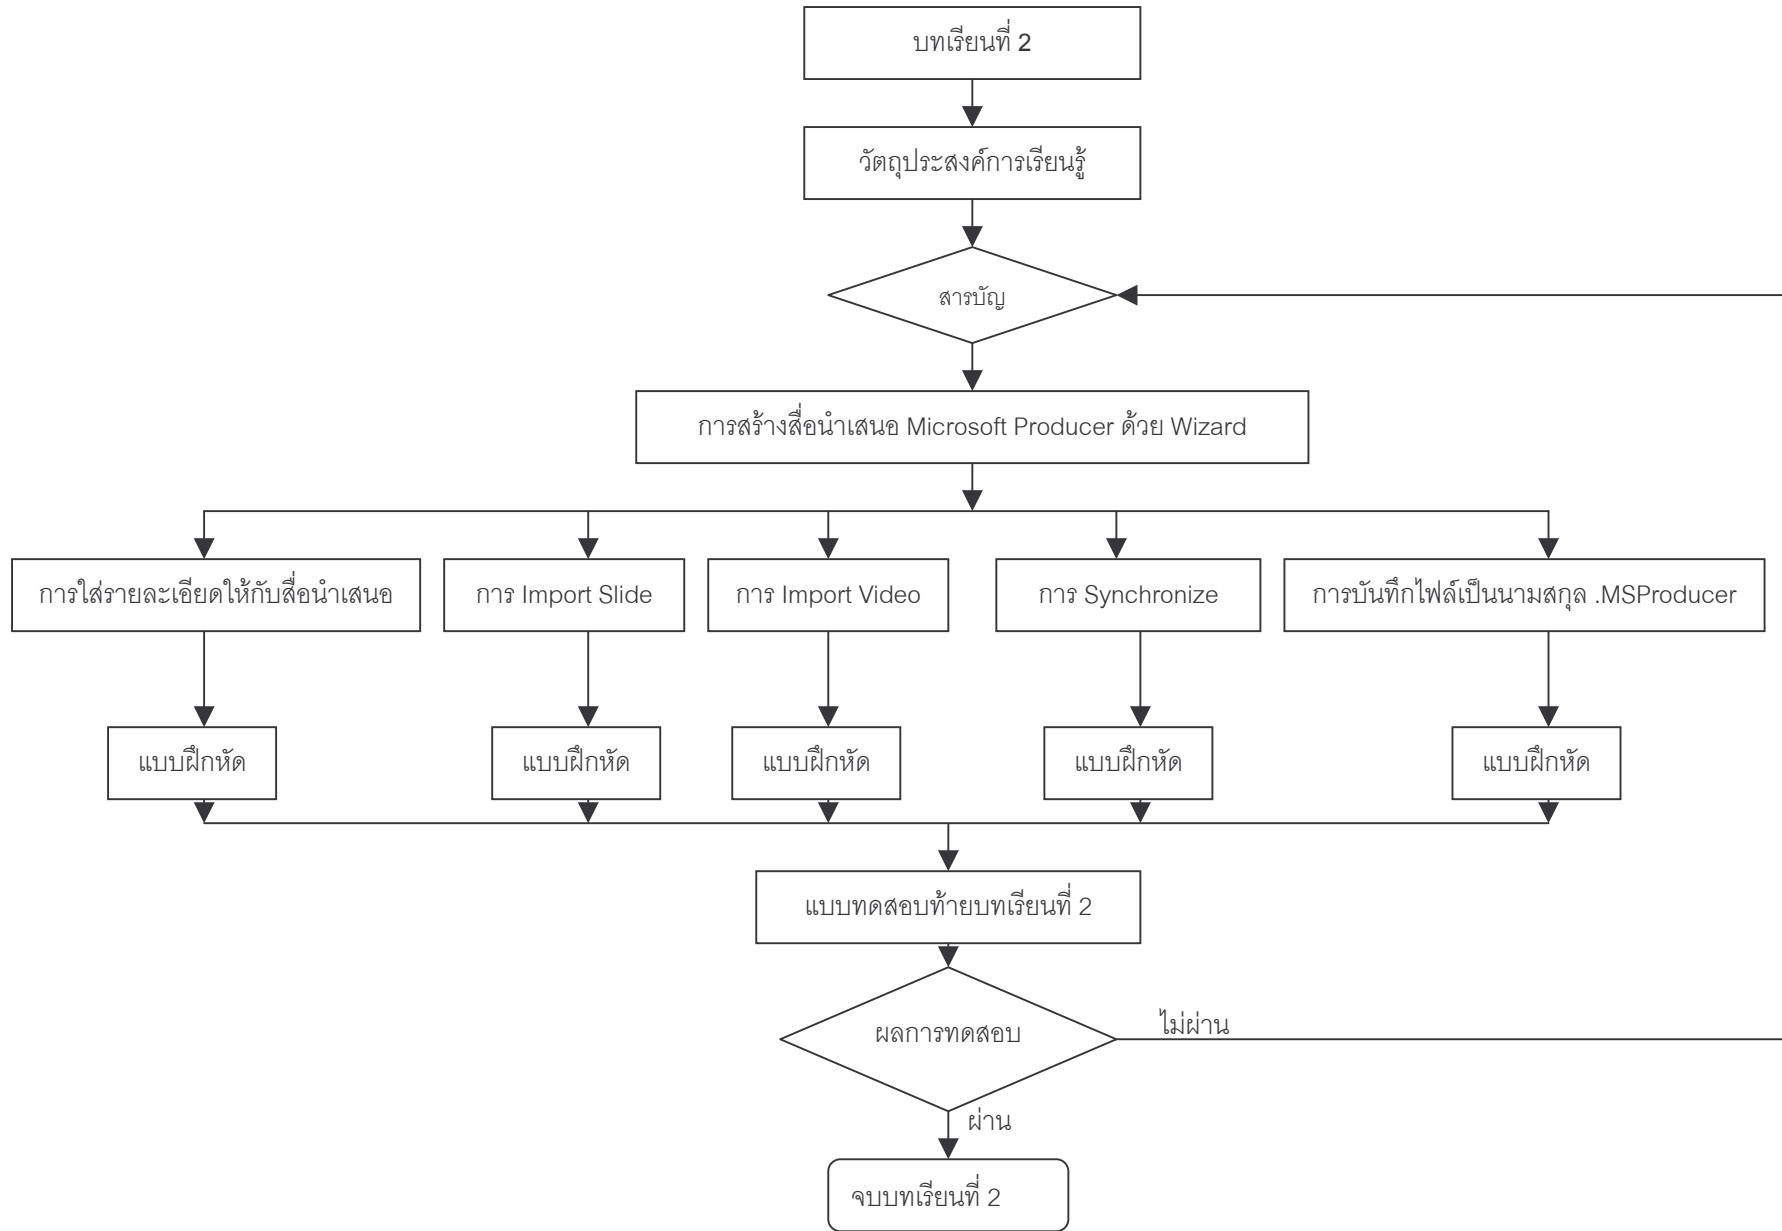 บทเรียนที่ 2
วัตถุประสงค์การเรียนรู้
สารบัญ
การสร้างสื่อนำเสนอ Microsoft Producer ด้วย Wizard
การใส่รายละเอียดให้กับสื่อนำเสนอ
การ Import Slide
การ Import Video
การ Synchronize
การบันทึกไฟล์เป็นนามสกุล .MSProducer
แบบฝึกหัด
แบบฝึกหัด
แบบฝึกหัด
แบบฝึกหัด
แบบฝึกหัด
แบบทดสอบท้ายบทเรียนที่ 2
ผลการทดสอบ
ไม่ผ่าน
ผ่าน
จบบทเรียนที่ 2